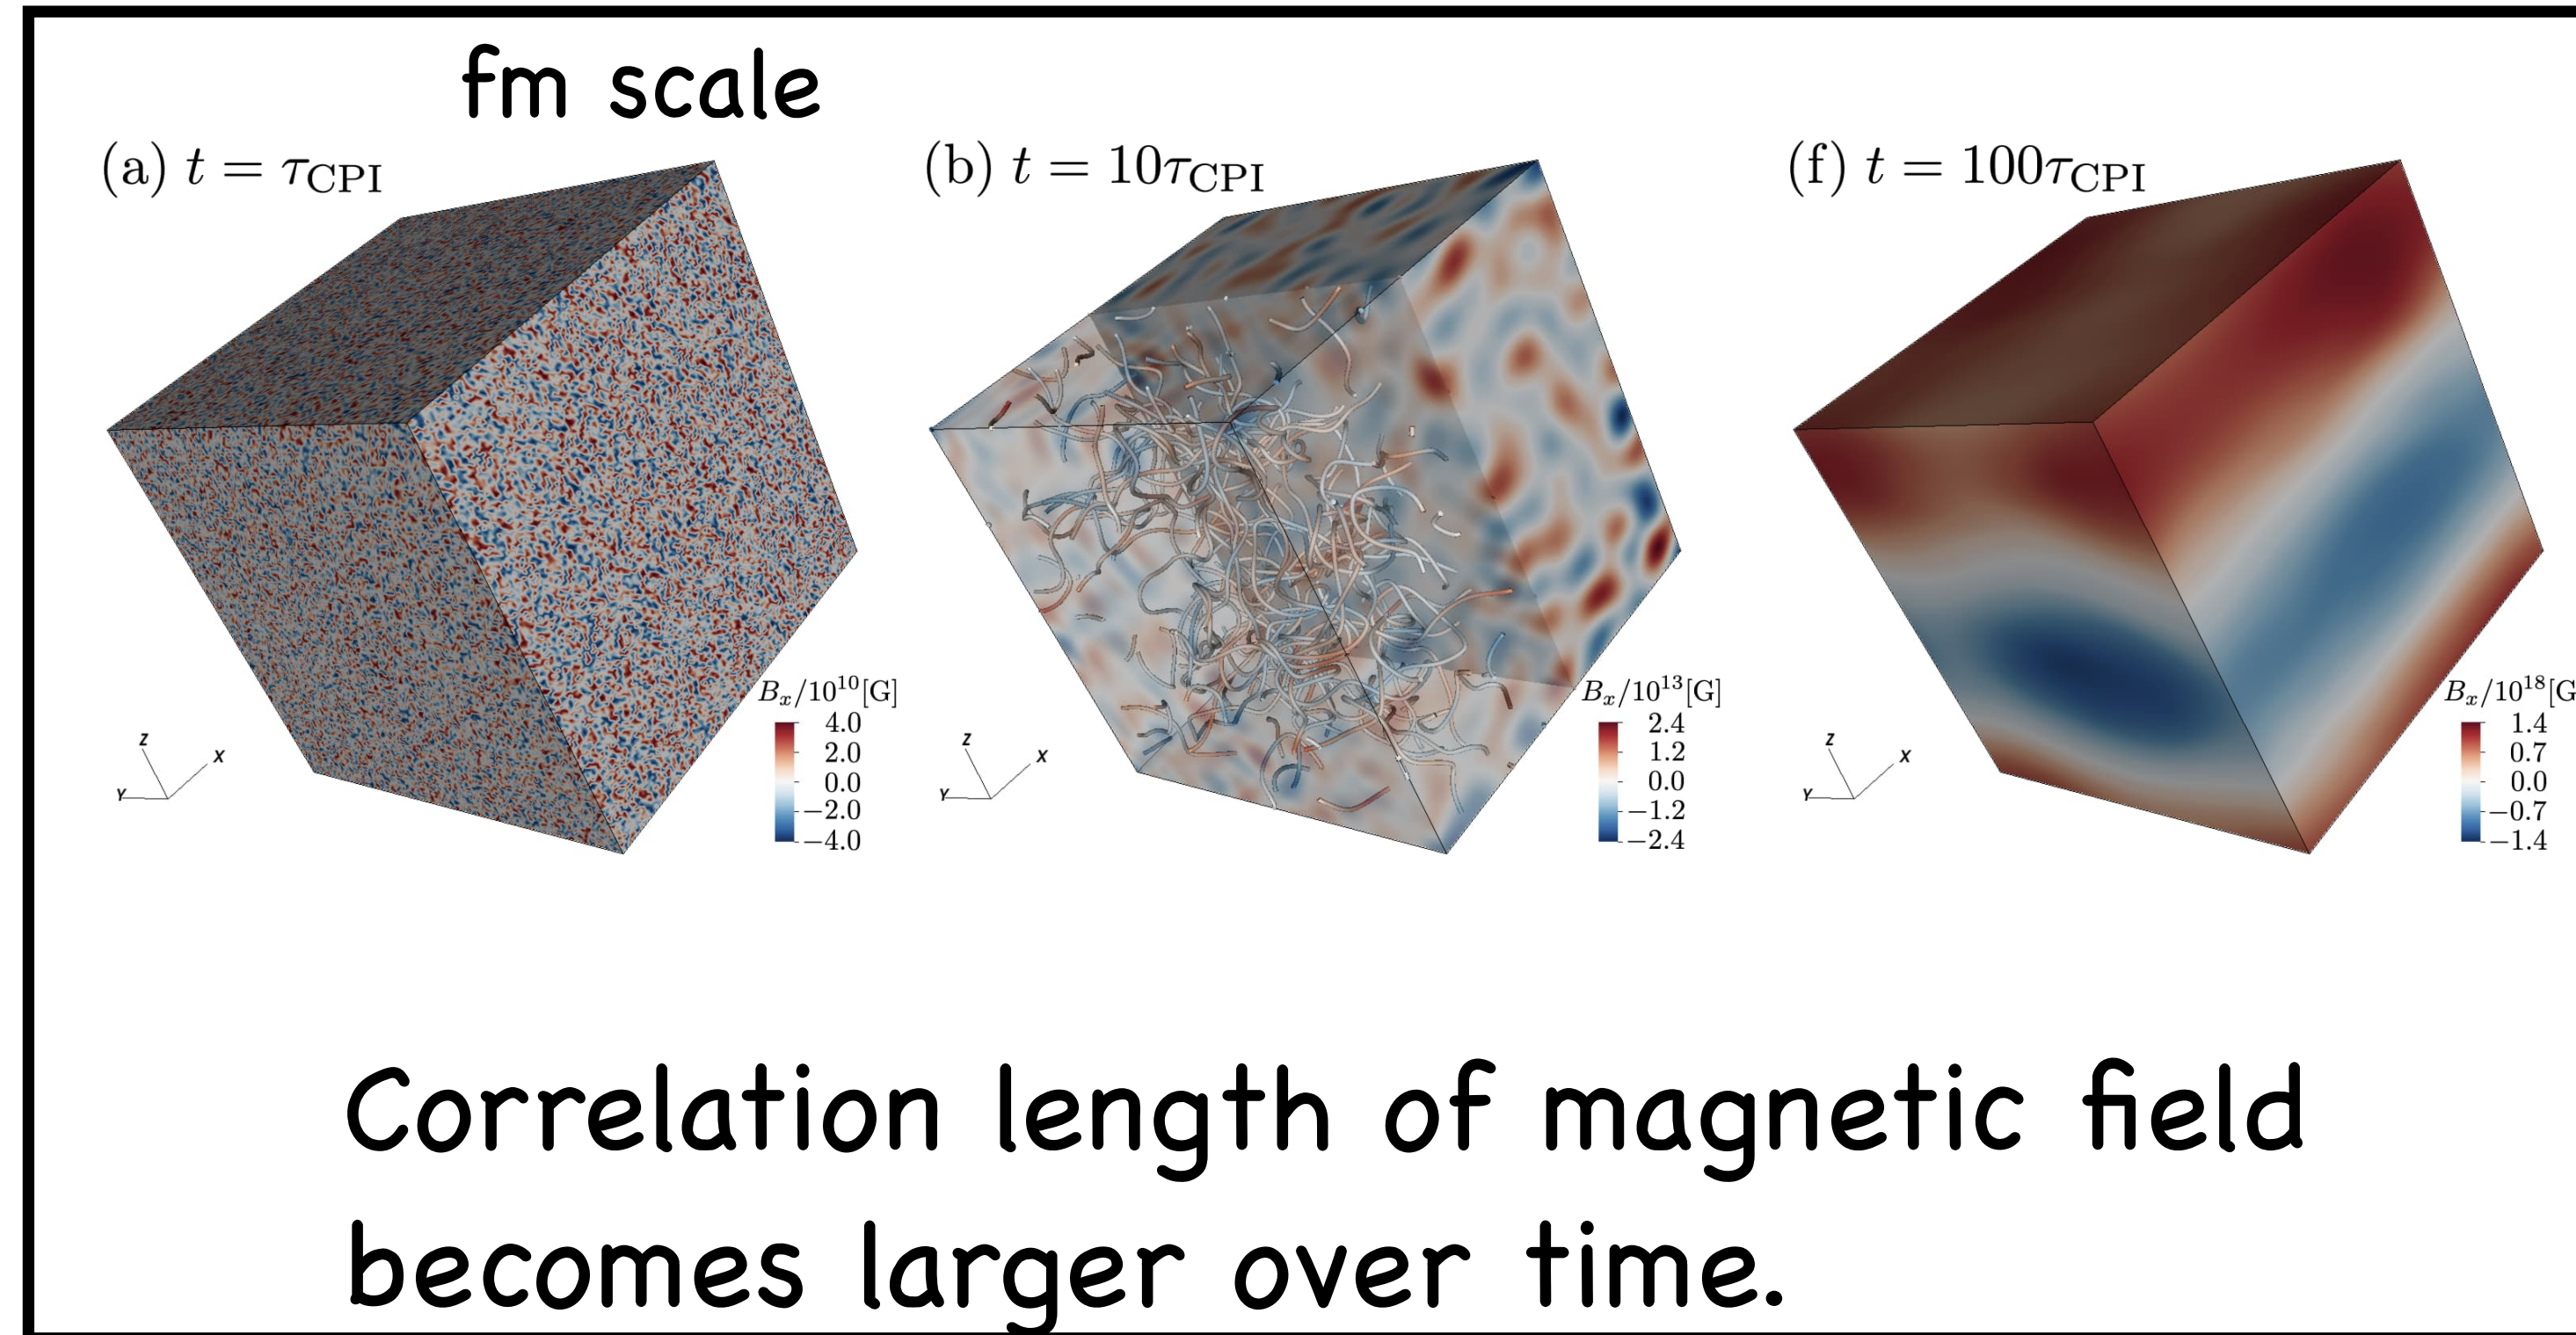 fm scale
(a) t = τCPI
(b) t = 10τCPI
(f) t = 100τCPI
Bx/10^10[G]
4.0
2.0
0.0
−2.0
−4.0
Z
X
Y
Bx/10^13[G]
2.4
1.2
0.0
−1.2
−2.4
Z
X
Y
Bx/10^18[G
1.4
0.7
0.0
−0.7
−1.4
Z
X
Y
Correlation length of magnetic field
becomes larger over time.